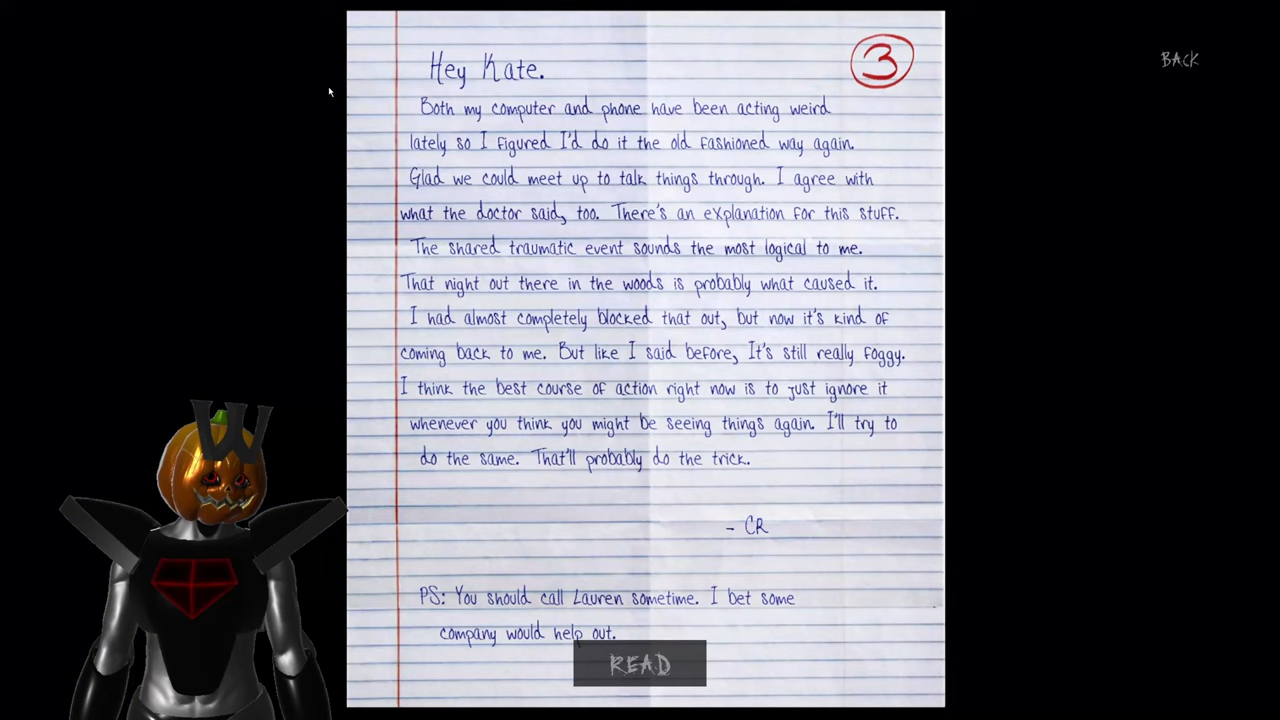 Hey Kate.
3
BACK
Both my computer and phone have been acting weird
lately so I figured I'd do it the old fashioned way again.
Glad we could meet up to talk things through. I agree with
what the doctor said, too. There's an explanation for this stuff.
The shared traumatic event sounds the most logical to me.
That night out there in the woods is probably what caused it.
I had almost completely blocked that out, but now it's kind of
coming back to me. But like I said before, It's still really foggy.
I think the best course of action right now is to just ignore it
whenever you think you might be seeing things again. I'll try to
do the same. That'll probably do the trick.
- CR
PS: You should call Lauren sometime. I bet some
company would help out.
READ